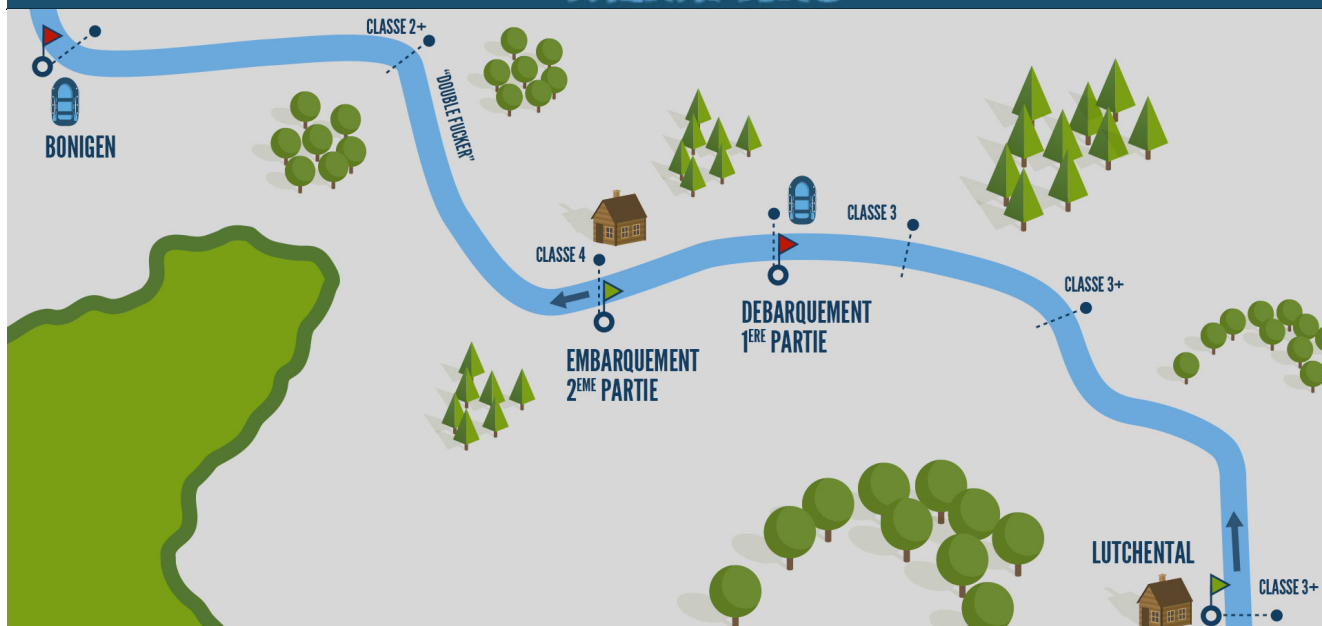 CLASSE 2+
"DOUBLE FUCKER"
BONIGEN
CLASSE 3
CLASSE 4
CLASSE 3+
DEBARQUEMENT
1ERE PARTIE
EMBARQUEMENT
2EME PARTIE
LUTCHENTAL
CLASSE 3+